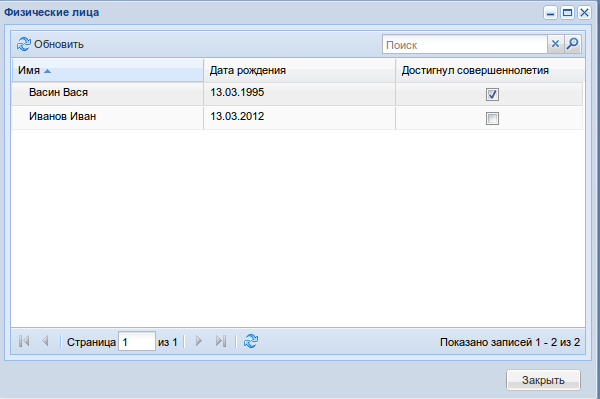 Физические лица
Обновить Поиск
Имя Дата рождения Достигнул совершеннолетия
Васин Вася 13.03.1995
Иванов Иван 13.03.2012
Страница 1 из 1 Показано записей 1 - 2 из 2
Закрыть